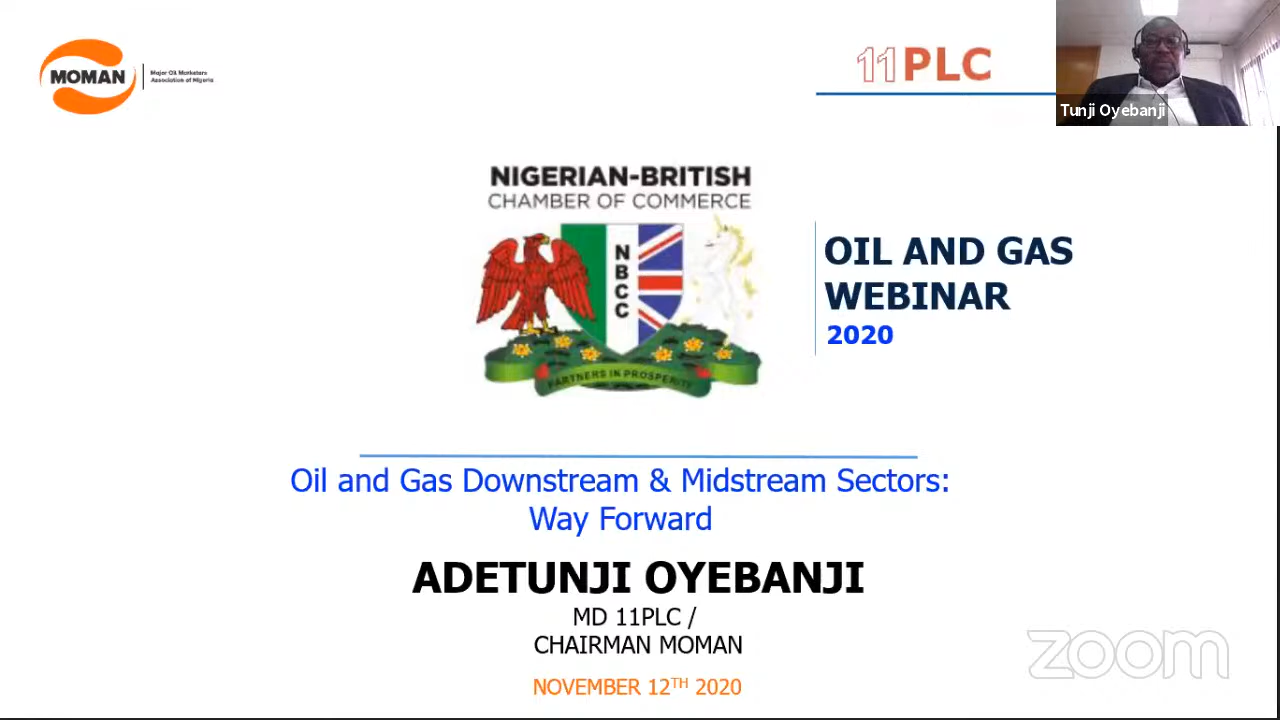 MOMAN
Major Oil Marketers
Association of Nigeria
11PLC
Tunji Oyebanji
NIGERIAN-BRITISH
CHAMBER OF COMMERCE
NBCC
PARTNERS IN PROSPERITY
OIL AND GAS
WEBINAR
2020
Oil and Gas Downstream & Midstream Sectors:
Way Forward
ADETUNJI OYEBANJI
MD 11PLC /
CHAIRMAN MOMAN
NOVEMBER 12TH 2020
zoom